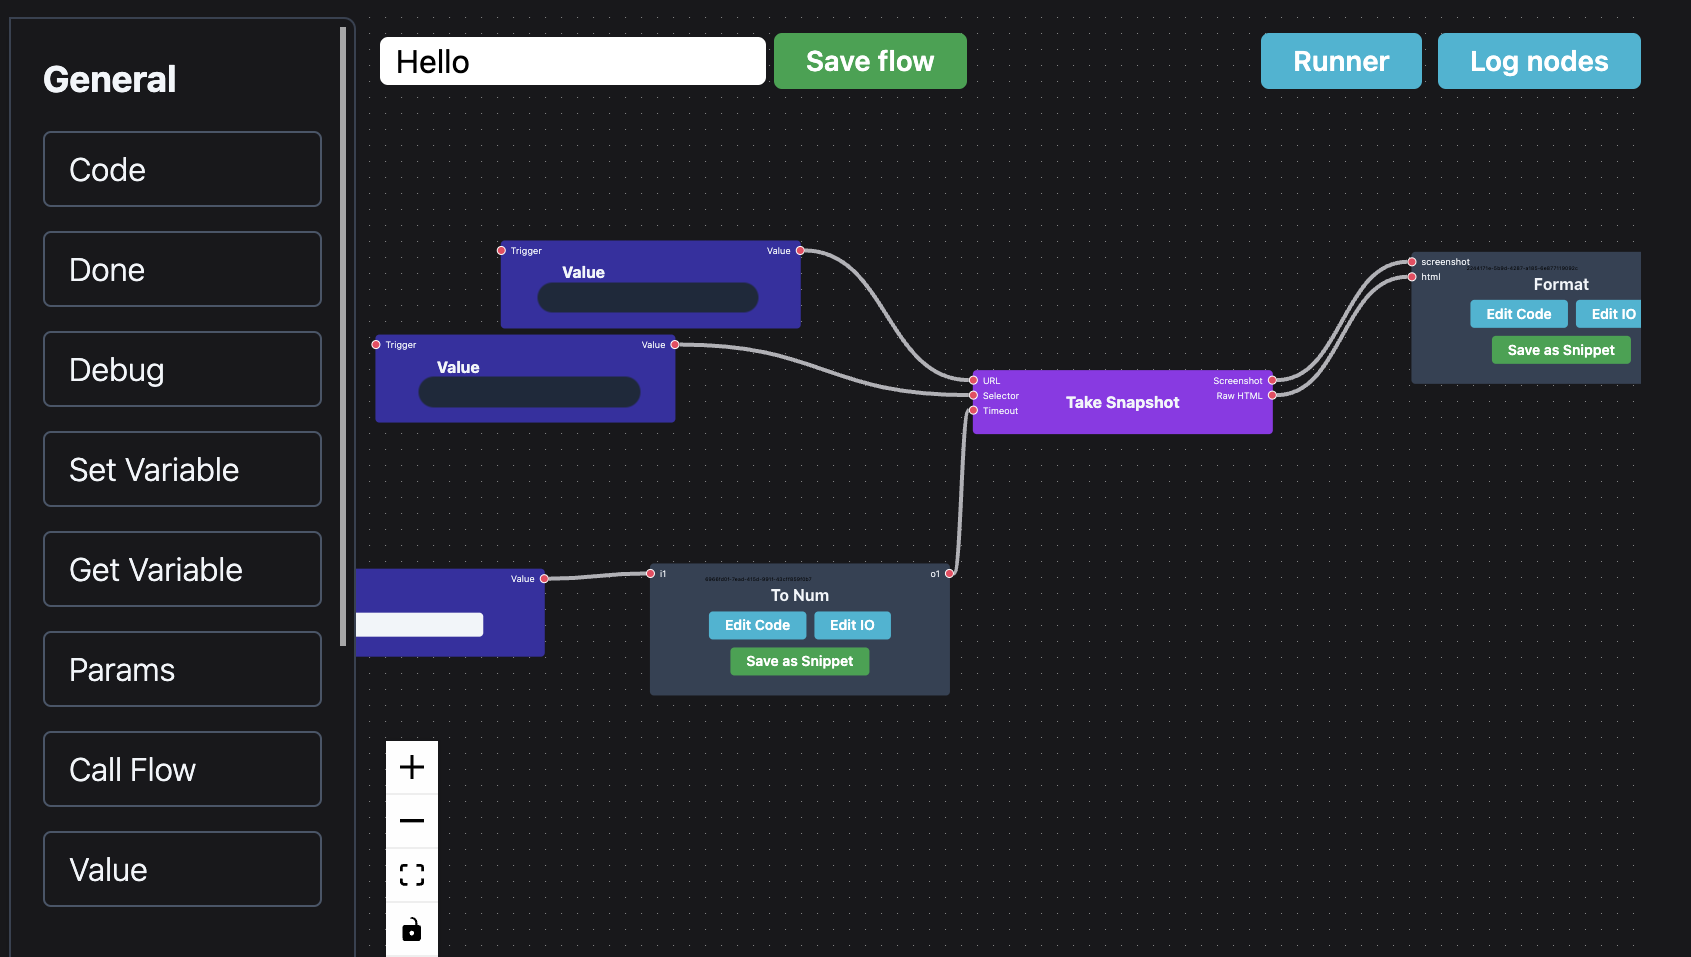 General
Code
Done
Debug
Set Variable
Get Variable
Params
Call Flow
Value
Hello
Save flow
Runner
Log nodes
Trigger
Value
Value
Trigger
Value
Value
URL
Selector
Timeout
Take Snapshot
Screenshot
Raw HTML
screenshot
html
Format
Edit Code
Edit IO
Save as Snippet
Value
i1
o1
To Num
Edit Code
Edit IO
Save as Snippet